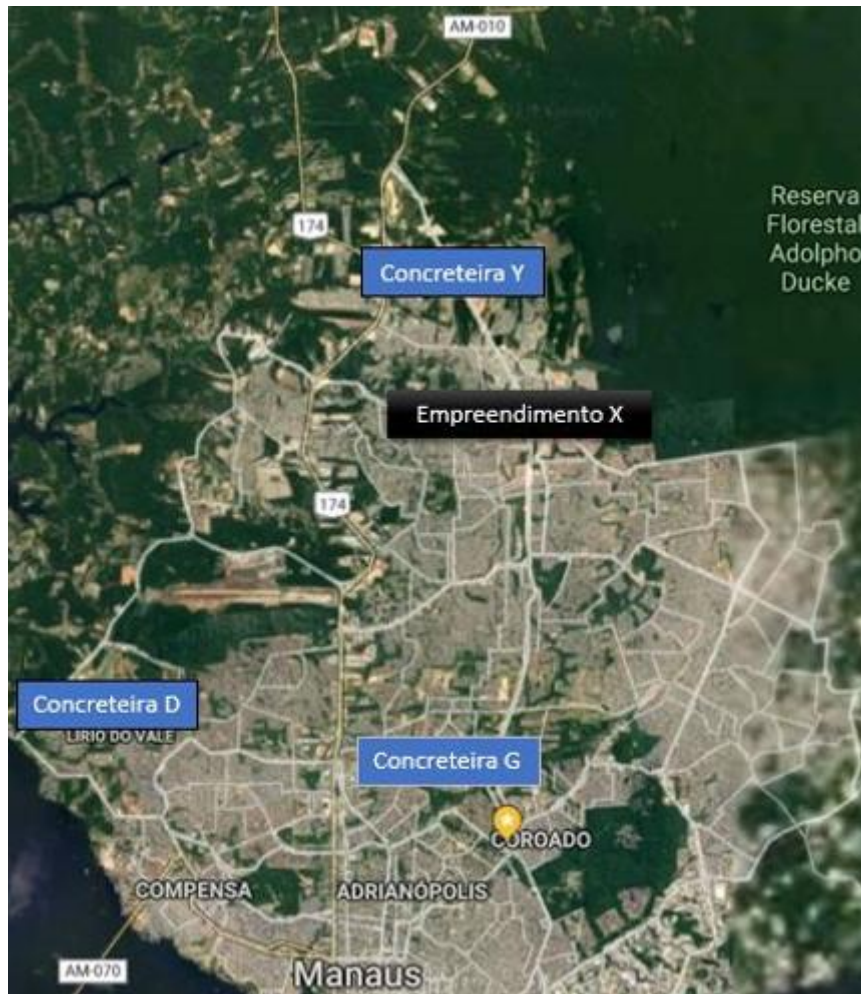 AM-010
Reserva
Florestal
Adolpho
Ducke
174
Concreteira Y
Empreendimento X
174
Concreteira D
LÍRIO DO VALE
Concreteira G
COROADO
COMPENSA
ADRIANÓPOLIS
AM-070
Manaus